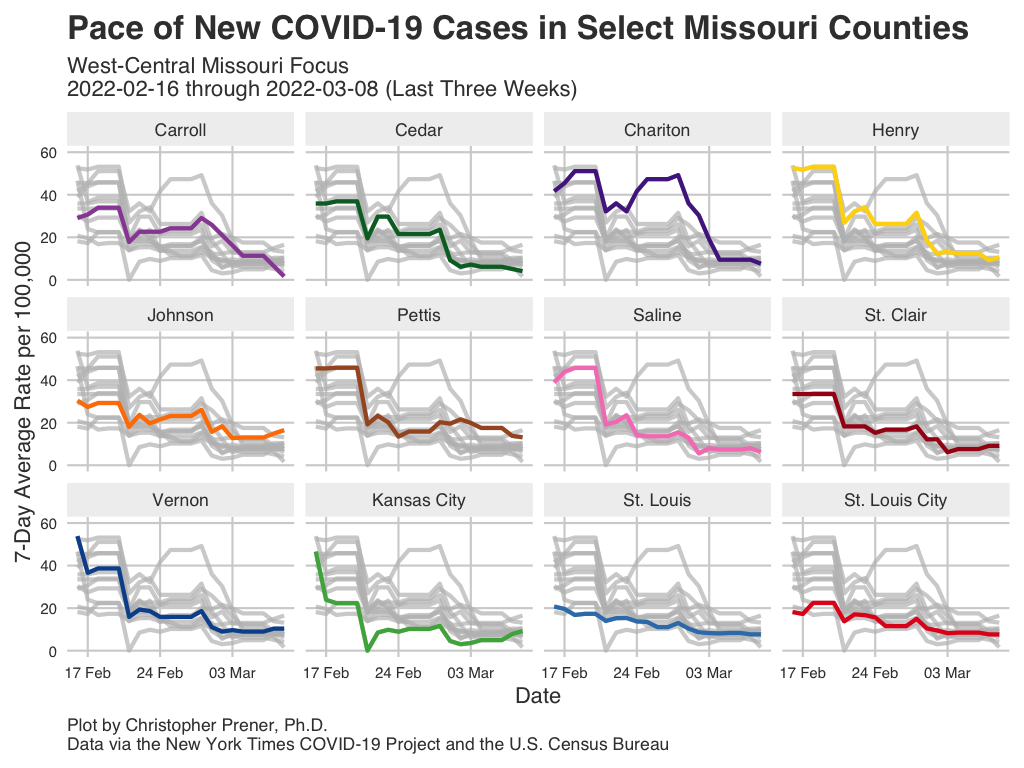 Pace of New COVID-19 Cases in Select Missouri Counties
West-Central Missouri Focus
2022-02-16 through 2022-03-08 (Last Three Weeks)
Carroll
Cedar
Chariton
Henry
60
40
20
0
Johnson
Pettis
Saline
St. Clair
60
40
20
0
Vernon
Kansas City
St. Louis
St. Louis City
60
40
20
0
7-Day Average Rate per 100,000
17 Feb 24 Feb 03 Mar
17 Feb 24 Feb 03 Mar
17 Feb 24 Feb 03 Mar
17 Feb 24 Feb 03 Mar
Date
Plot by Christopher Prener, Ph.D.
Data via the New York Times COVID-19 Project and the U.S. Census Bureau